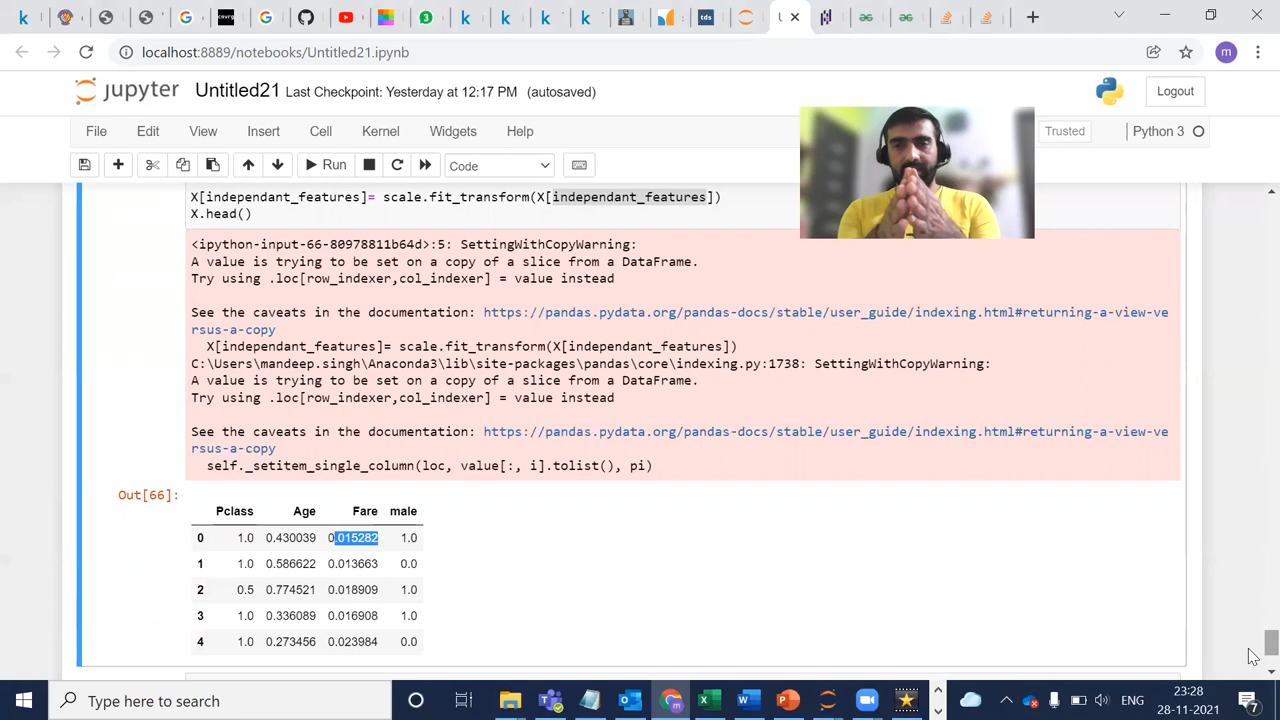 localhost:8889/notebooks/Untitled21.ipynb
m
jupyter Untitled21 Last Checkpoint: Yesterday at 12:17 PM (autosaved)
Logout
File Edit View Insert Cell Kernel Widgets Help
Trusted
Python 3
Run
Code
X[independant_features]= scale.fit_transform(X[independant_features])
X.head()
<ipython-input-66-80978811b64d>:5: SettingWithCopyWarning:
A value is trying to be set on a copy of a slice from a DataFrame.
Try using .loc[row_indexer,col_indexer] = value instead
See the caveats in the documentation: https://pandas.pydata.org/pandas-docs/stable/user_guide/indexing.html#returning-a-view-ve
rsus-a-copy
X[independant_features]= scale.fit_transform(X[independant_features])
C:\Users\mandeep.singh\Anaconda3\lib\site-packages\pandas\core\indexing.py:1738: SettingWithCopyWarning:
A value is trying to be set on a copy of a slice from a DataFrame.
Try using .loc[row_indexer,col_indexer] = value instead
See the caveats in the documentation: https://pandas.pydata.org/pandas-docs/stable/user_guide/indexing.html#returning-a-view-ve
rsus-a-copy
self._setitem_single_column(loc, value[:, i].tolist(), pi)
Out[66]:
Pclass Age Fare male
0 1.0 0.430039 0.015282 1.0
1 1.0 0.586622 0.013663 0.0
2 0.5 0.774521 0.018909 1.0
3 1.0 0.336089 0.016908 1.0
4 1.0 0.273456 0.023984 0.0
Type here to search
ENG
23:28
28-11-2021
7